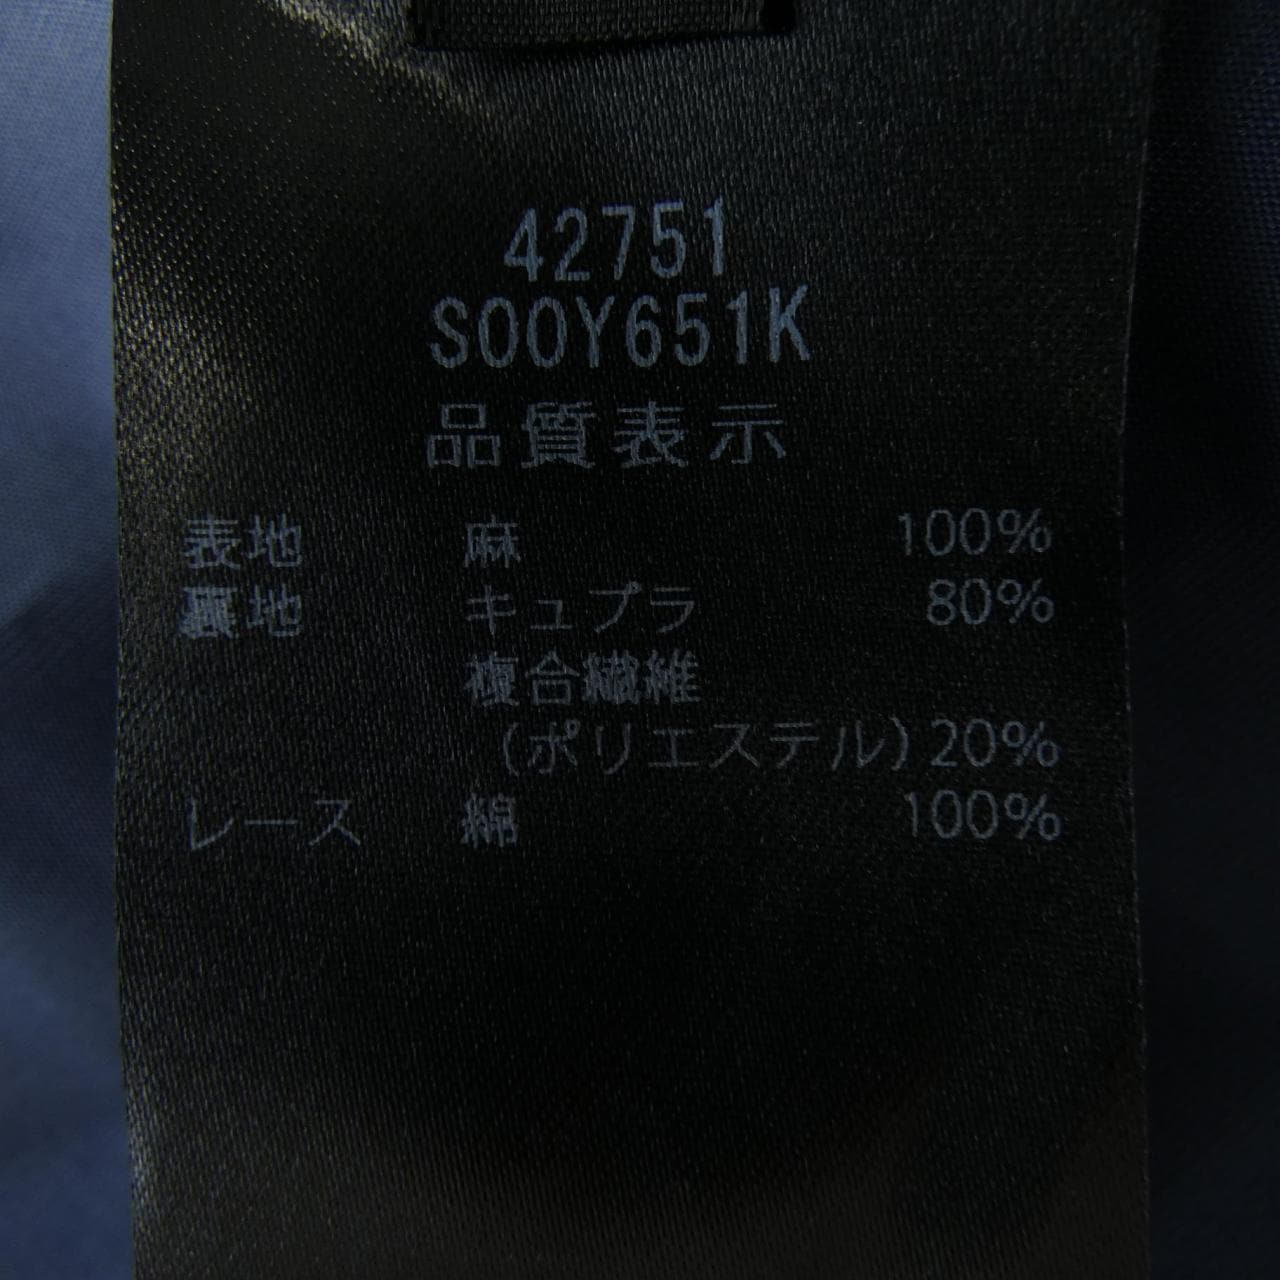 42751
S00Y651K
品質表示
表地 麻 100%
裏地 キュプラ 80%
複合繊維
(ポリエステル) 20%
レース 綿 100%